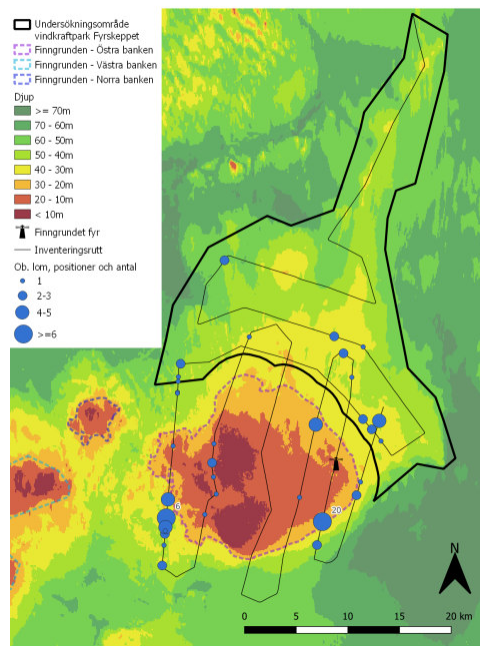 Undersökningsområde
vindkraftpark Fyrskeppet
Finngrunden - Östra banken
Finngrunden - Västra banken
Finngrunden - Norra banken
Djup
>= 70m
70 - 60m
60 - 50m
50 - 40m
40 - 30m
30 - 20m
20 - 10m
< 10m
Finngrundet fyr
Inventeringsrutt
Ob. lom, positioner och antal
1
2-3
4-5
>=6
6
20
N
0 5 10 15 20 km